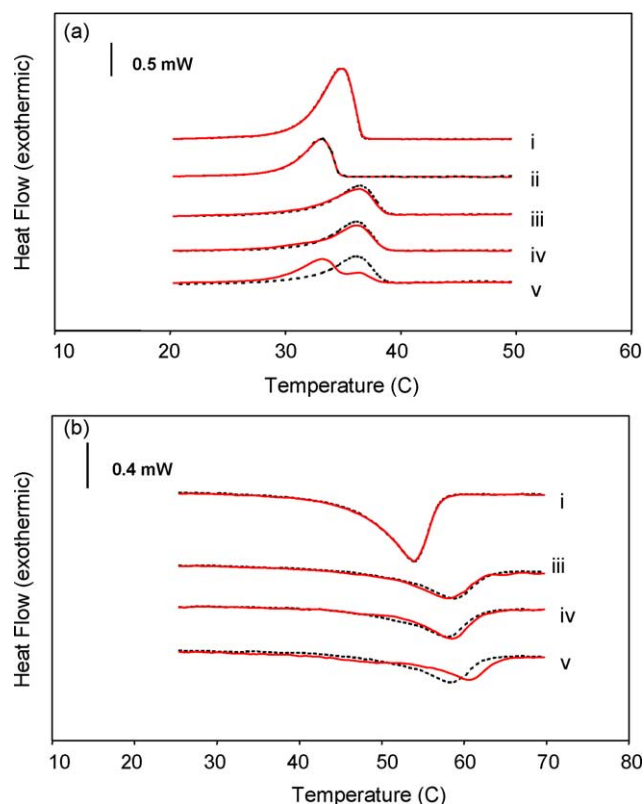 (a)
0.5 mW
Heat Flow (exothermic)
i
ii
iii
iv
v
10 20 30 40 50 60
Temperature (C)
(b)
0.4 mW
Heat Flow (exothermic)
i
iii
iv
v
10 20 30 40 50 60 70 80
Temperature (C)